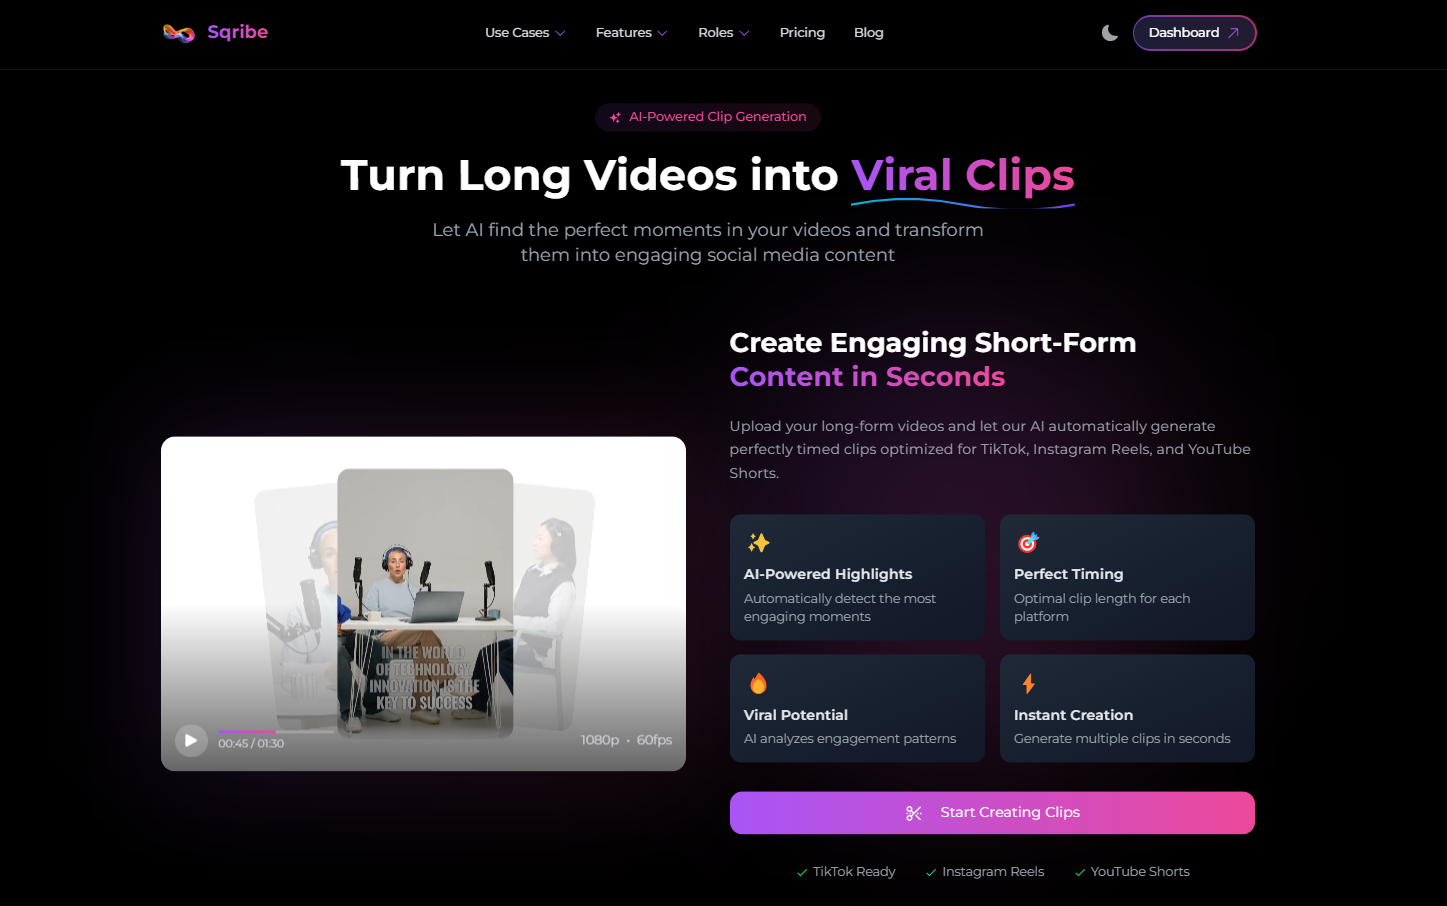 Sqribe
Use Cases
Features
Roles
Pricing
Blog
Dashboard
AI-Powered Clip Generation
Turn Long Videos into Viral Clips
Let AI find the perfect moments in your videos and transform
them into engaging social media content
IN THE WORLD
OF TECHNOLOGY,
INNOVATION IS THE
KEY TO SUCCESS
00:45 / 01:30
1080p • 60fps
Create Engaging Short-Form
Content in Seconds
Upload your long-form videos and let our AI automatically generate
perfectly timed clips optimized for TikTok, Instagram Reels, and YouTube
Shorts.
AI-Powered Highlights
Automatically detect the most
engaging moments
Perfect Timing
Optimal clip length for each
platform
Viral Potential
AI analyzes engagement patterns
Instant Creation
Generate multiple clips in seconds
Start Creating Clips
TikTok Ready
Instagram Reels
YouTube Shorts